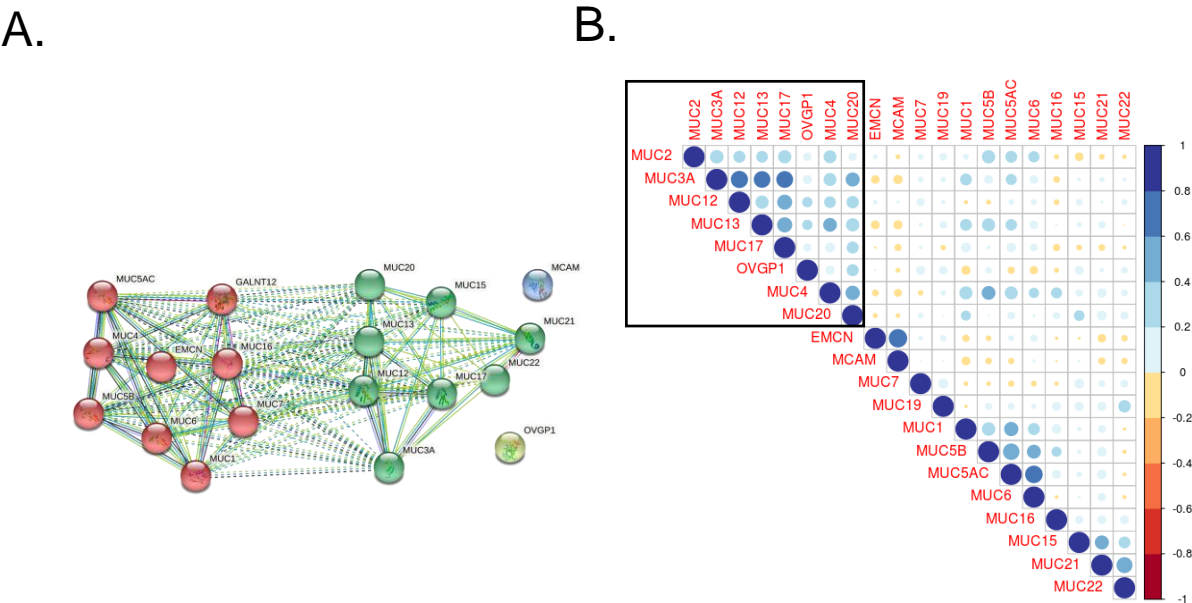 A.
B.
MUC5AC
GALNT12
MUC20
MCAM
MUC15
MUC4
EMCN
MUC16
MUC13
MUC21
MUC22
MUC12
MUC17
MUC5B
MUC7
MUC6
MUC1
MUC3A
OVGP1
MUC2
MUC3A
MUC12
MUC13
MUC17
OVGP1
MUC4
MUC20
EMCN
MCAM
MUC7
MUC19
MUC1
MUC5B
MUC5AC
MUC6
MUC16
MUC15
MUC21
MUC22
MUC2
MUC3A
MUC12
MUC13
MUC17
OVGP1
MUC4
MUC20
EMCN
MCAM
MUC7
MUC19
MUC1
MUC5B
MUC5AC
MUC6
MUC16
MUC15
MUC21
MUC22
1
0.8
0.6
0.4
0.2
0
-0.2
-0.4
-0.6
-0.8
-1